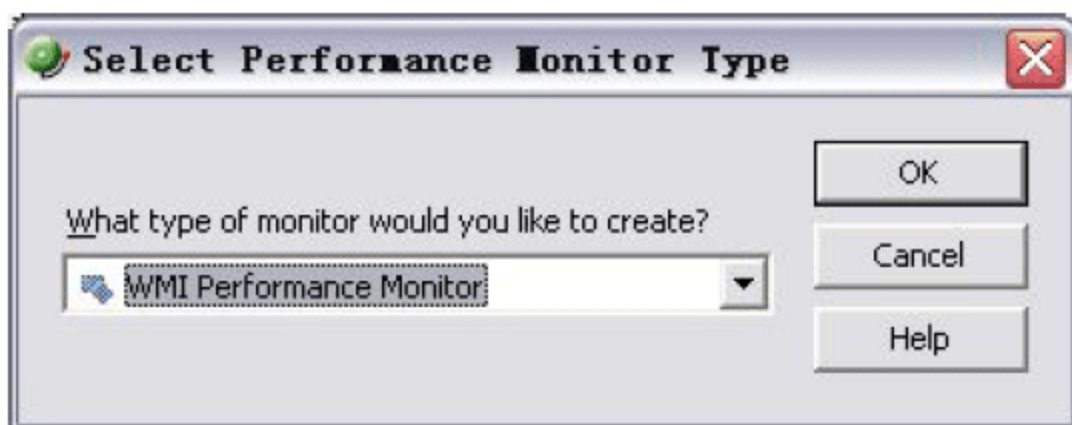 Select Performance Monitor Type
What type of monitor would you like to create?
WMI Performance Monitor
OK
Cancel
Help